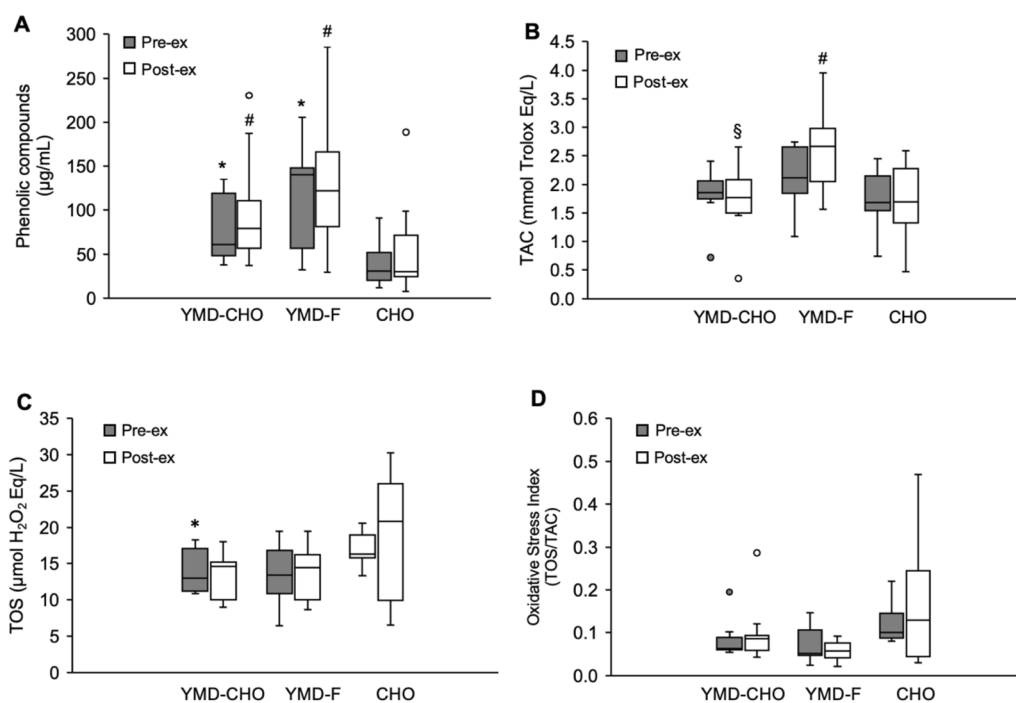 A
Phenolic compounds
(µg/mL)
300
250
200
150
100
50
0
Pre-ex
Post-ex
*
#
*
#
YMD-CHO YMD-F CHO
B
TAC (mmol Trolox Eq/L)
4.5
4.0
3.5
3.0
2.5
2.0
1.5
1.0
0.5
0.0
Pre-ex
Post-ex
§
#
YMD-CHO YMD-F CHO
C
TOS (µmol H₂O₂ Eq/L)
35
30
25
20
15
10
5
0
Pre-ex
Post-ex
*
YMD-CHO YMD-F CHO
D
Oxidative Stress Index
(TOS/TAC)
0.6
0.5
0.4
0.3
0.2
0.1
0.0
Pre-ex
Post-ex
YMD-CHO YMD-F CHO